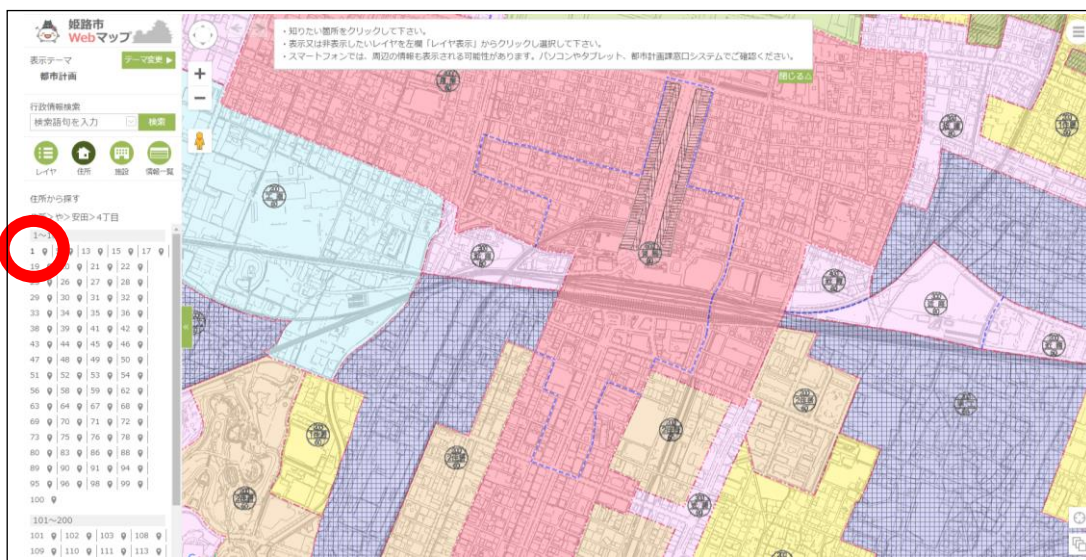 姫路市
Webマップ
表示テーマ
テーマ変更 ▶
都市計画
行政情報検索
検索語句を入力
検索
レイヤ 住所 施設 情報一覧
住所から探す
>や>安田>4丁目
1 13 15 17
19 21 22
26 27 28
29 30 31 32
33 34 35 36
38 39 41 42
43 44 45 46
47 48 49 50
51 52 53 54
56 58 59 62
63 64 67 68
69 70 71 72
73 75 76 78
80 83 86 88
89 90 91 94
95 96 98 99
100
101～200
101 102 103 108
109 110 111 113
・知りたい箇所をクリックして下さい。
・表示又は非表示したいレイヤを左欄「レイヤ表示」からクリックし選択して下さい。
・スマートフォンでは、周辺の情報も表示される可能性があります。パソコンやタブレット、都市計画課窓口システムでご確認ください。
閉じる△